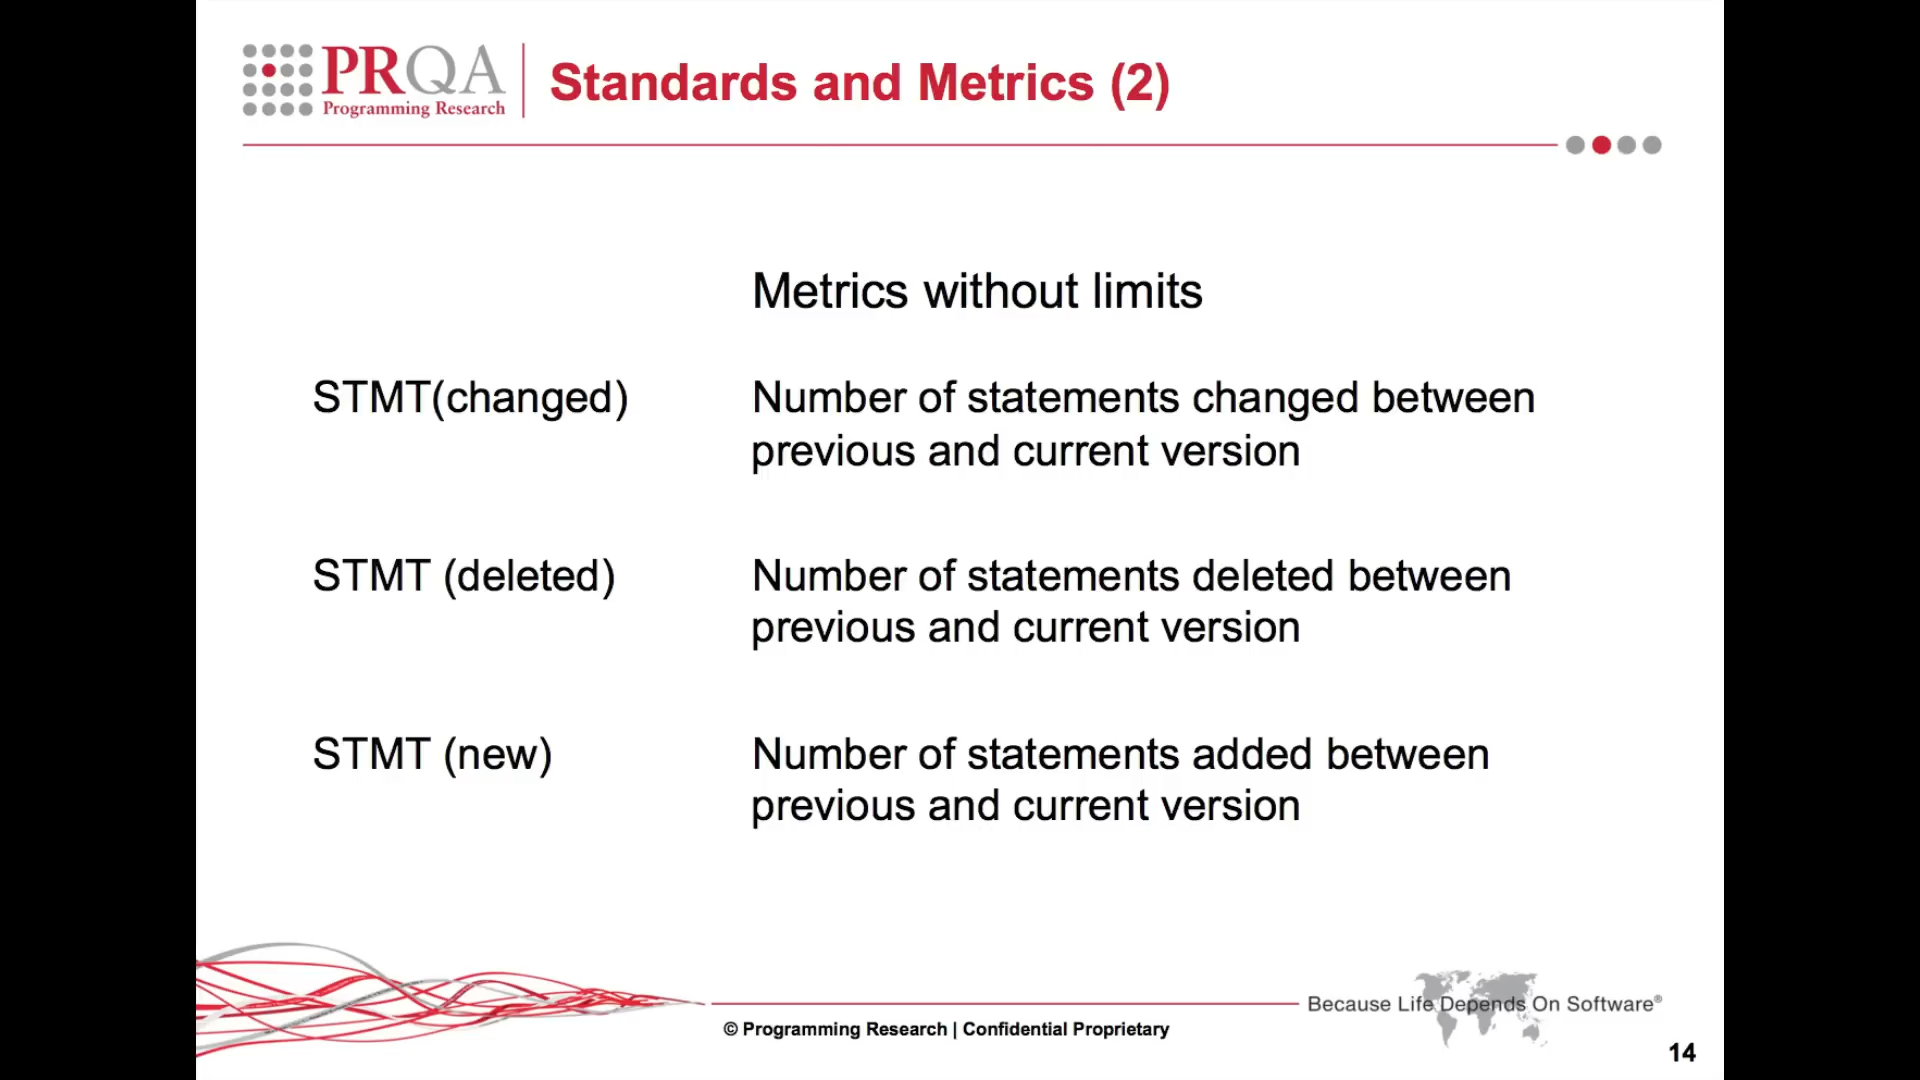 PRQA
Programming Research
Standards and Metrics (2)
Metrics without limits
STMT(changed)
Number of statements changed between
previous and current version
STMT (deleted)
Number of statements deleted between
previous and current version
STMT (new)
Number of statements added between
previous and current version
Because Life Depends On Software®
© Programming Research | Confidential Proprietary
14